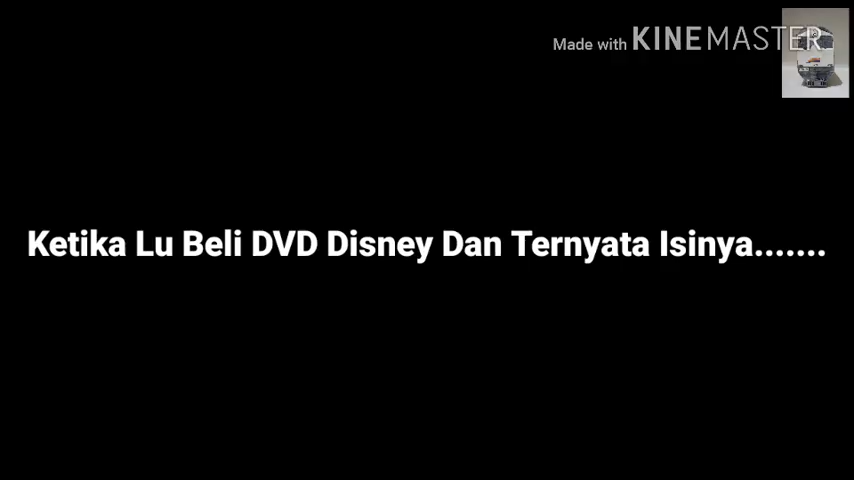 Made with KINEMASTER
Ketika Lu Beli DVD Disney Dan Ternyata Isinya.......